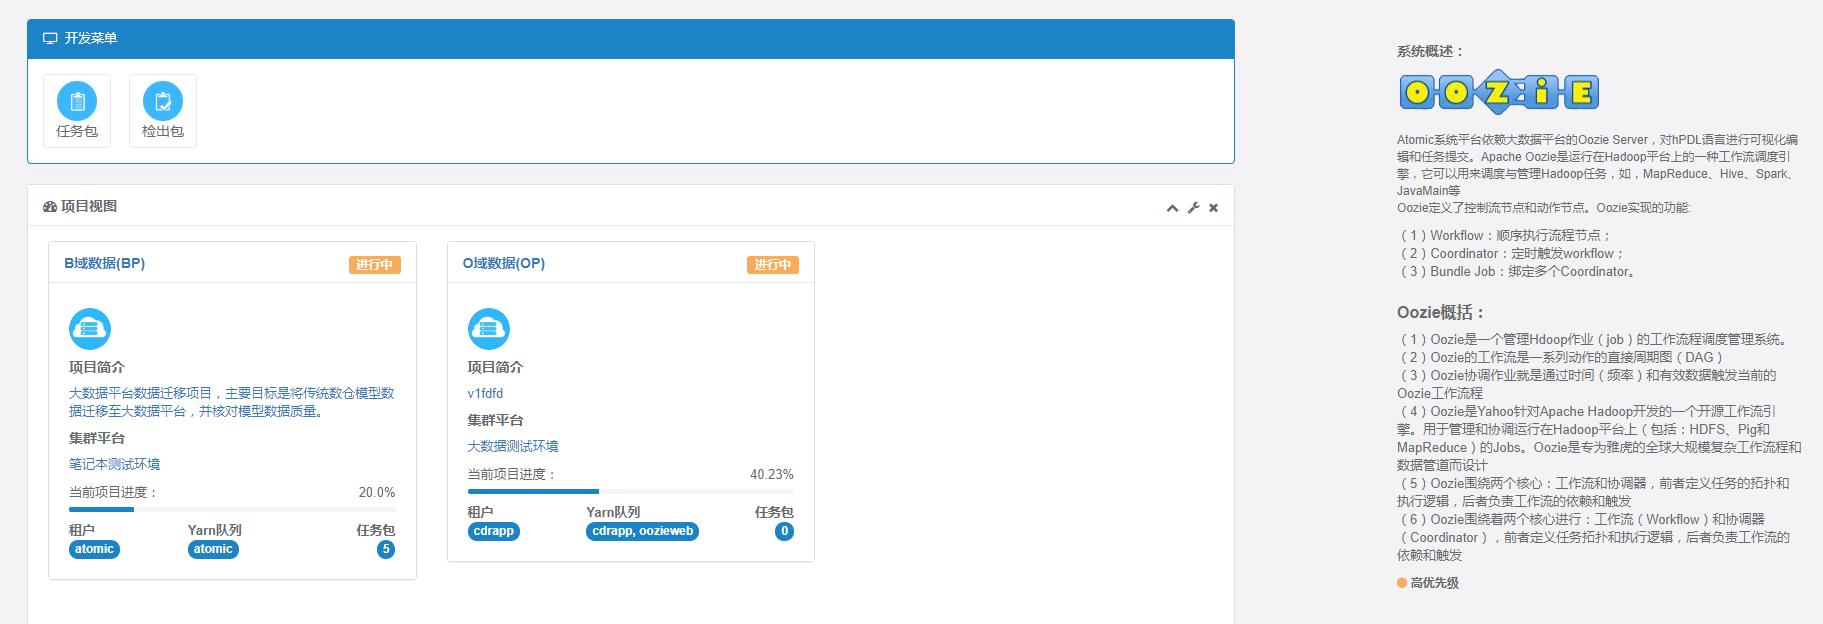 开发菜单
任务包
检出包
项目视图
B域数据(BP)
进行中
项目简介
大数据平台数据迁移项目，主要目标是将传统数仓模型数
据迁移至大数据平台，并核对模型数据质量。
集群平台
笔记本测试环境
当前项目进度：
20.0%
租户
Yarn队列
任务包
atomic
atomic
5
O域数据(OP)
进行中
项目简介
v1fdfd
集群平台
大数据测试环境
当前项目进度：
40.23%
租户
Yarn队列
任务包
cdrapp
cdrapp, oozieweb
0
系统概述：
OOZiE
Atomic系统平台依赖大数据平台的Oozie Server，对hPDL语言进行可视化编
辑和任务提交。Apache Oozie是运行在Hadoop平台上的一种工作流调度引
擎，它可以用来调度与管理Hadoop任务，如，MapReduce、Hive、Spark、
JavaMain等
Oozie定义了控制流节点和动作节点。Oozie实现的功能:
（1）Workflow：顺序执行流程节点；
（2）Coordinator：定时触发workflow；
（3）Bundle Job：绑定多个Coordinator。
Oozie概括：
（1）Oozie是一个管理Hdoop作业（job）的工作流程调度管理系统。
（2）Oozie的工作流是一系列动作的直接周期图（DAG）
（3）Oozie协调作业就是通过时间（频率）和有效数据触发当前的
Oozie工作流程
（4）Oozie是Yahoo针对Apache Hadoop开发的一个开源工作流引
擎。用于管理和协调运行在Hadoop平台上（包括：HDFS、Pig和
MapReduce）的Jobs。Oozie是专为雅虎的全球大规模复杂工作流程和
数据管道而设计
（5）Oozie围绕两个核心：工作流和协调器，前者定义任务的拓扑和
执行逻辑，后者负责工作流的依赖和触发
（6）Oozie围绕着两个核心进行：工作流（Workflow）和协调器
（Coordinator），前者定义任务拓扑和执行逻辑，后者负责工作流的
依赖和触发
高优先级